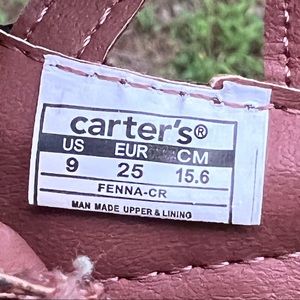 carter's®
US EUR CM
9 25 15.6
FENNA-CR
MAN MADE UPPER & LINING